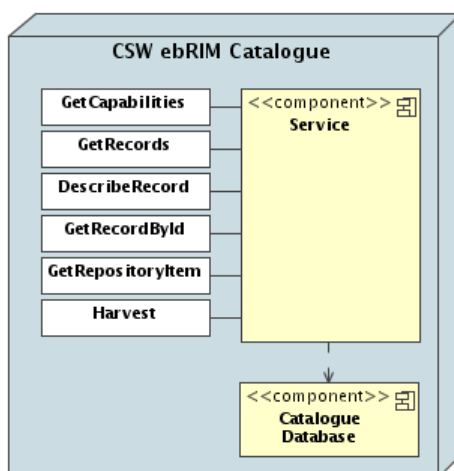 CSW ebRIM Catalogue
GetCapabilities
GetRecords
DescribeRecord
GetRecordById
GetRepositoryItem
Harvest
<<component>>
Service
<<component>>
Catalogue
Database